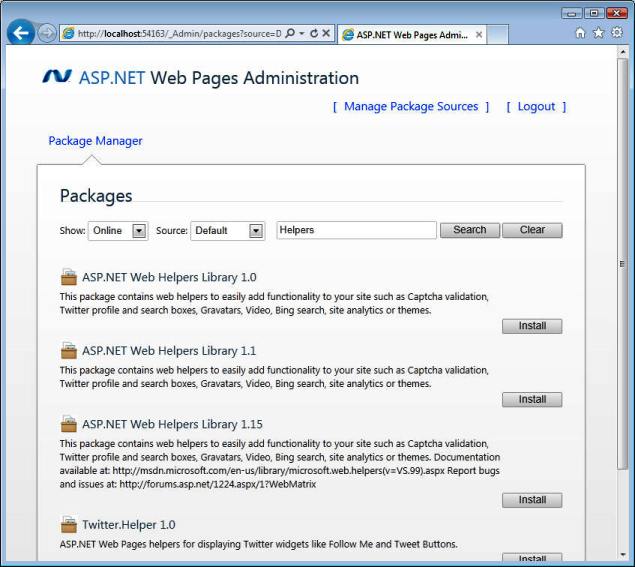 http://localhost:54163/_Admin/packages?source=D
ASP.NET Web Pages Admi...
ASP.NET Web Pages Administration
[ Manage Package Sources ] [ Logout ]
Package Manager
Packages
Show: Online Source: Default Helpers Search Clear
ASP.NET Web Helpers Library 1.0
This package contains web helpers to easily add functionality to your site such as Captcha validation,
Twitter profile and search boxes, Gravatars, Video, Bing search, site analytics or themes.
Install
ASP.NET Web Helpers Library 1.1
This package contains web helpers to easily add functionality to your site such as Captcha validation,
Twitter profile and search boxes, Gravatars, Video, Bing search, site analytics or themes.
Install
ASP.NET Web Helpers Library 1.15
This package contains web helpers to easily add functionality to your site such as Captcha validation,
Twitter profile and search boxes, Gravatars, Video, Bing search, site analytics or themes. Documentation
available at: http://msdn.microsoft.com/en-us/library/microsoft.web.helpers(v=VS.99).aspx Report bugs
and issues at: http://forums.asp.net/1224.aspx/1?WebMatrix
Install
Twitter.Helper 1.0
ASP.NET Web Pages helpers for displaying Twitter widgets like Follow Me and Tweet Buttons.
Install